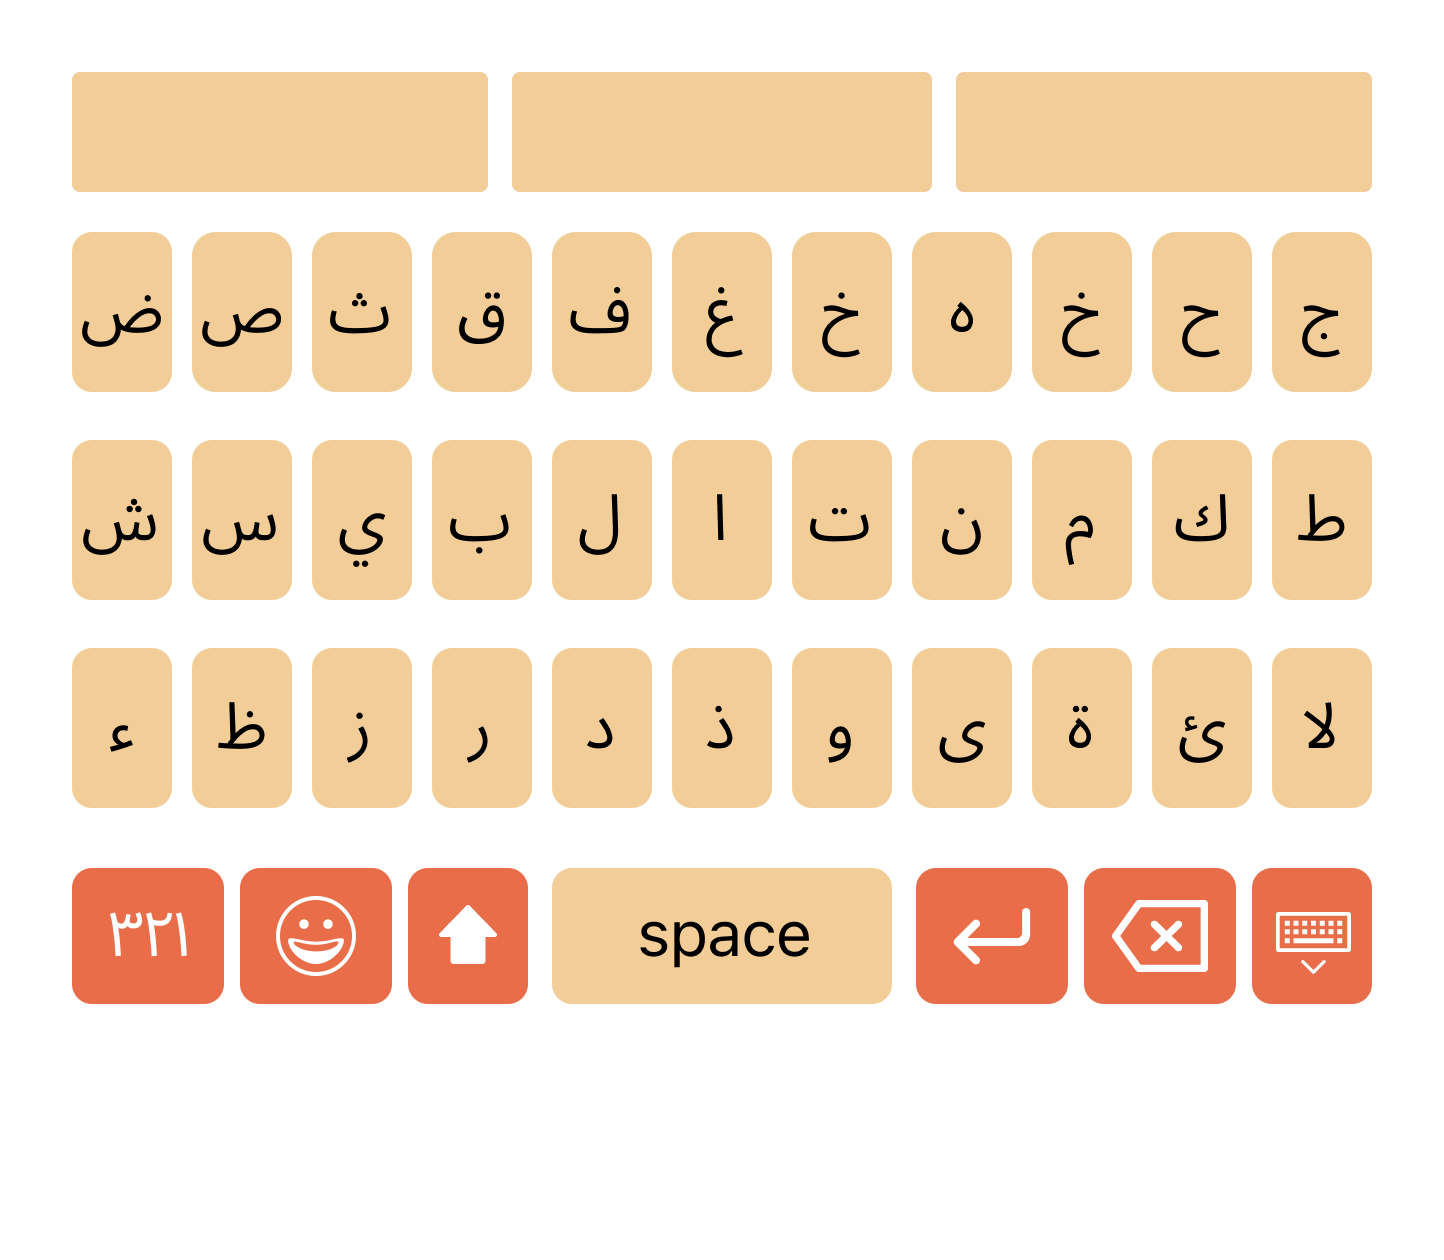 ض ص ث ق ف غ خ ه خ ح ج
ش س ي ب ل ا ت ن م ك ط
ء ظ ز ر د ذ و ى ة ئ لا
٣٢١ space